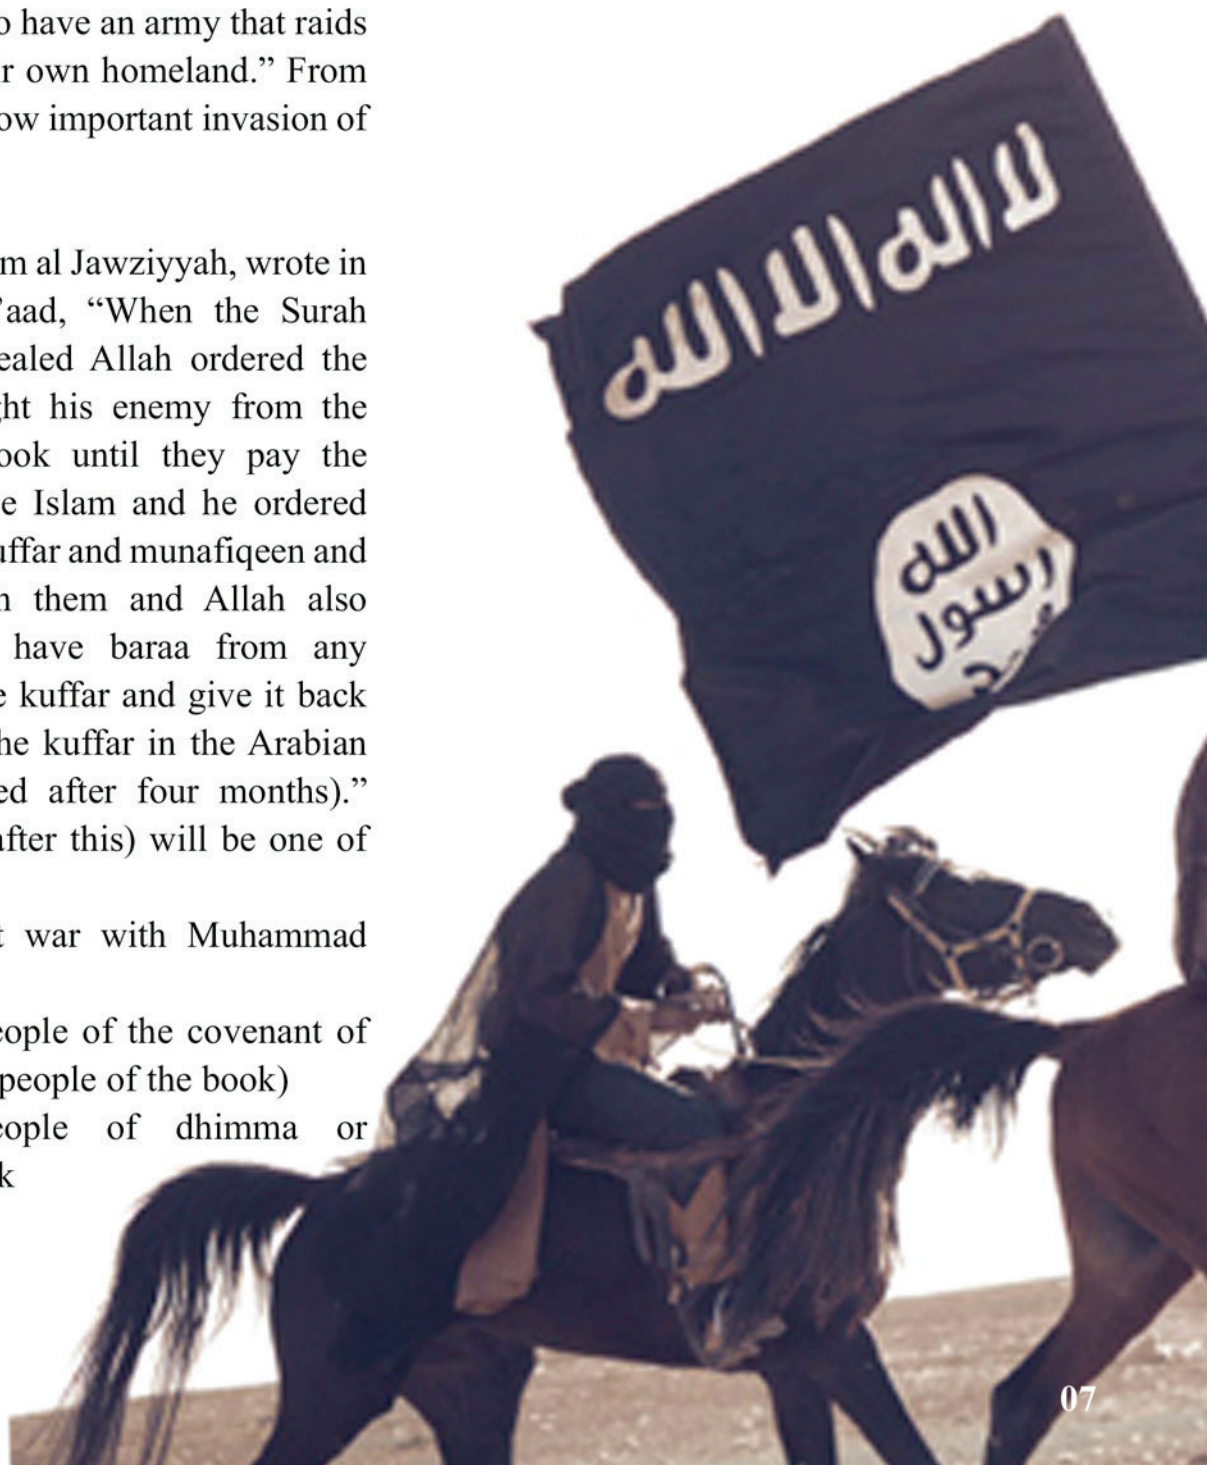 o have an army that raids
r own homeland.” From
ow important invasion of
m al Jawziyyah, wrote in
’aad, “When the Surah
ealed Allah ordered the
ght his enemy from the
ook until they pay the
e Islam and he ordered
uffar and munafiqeen and
n them and Allah also
have baraa from any
e kuffar and give it back
he kuffar in the Arabian
ed after four months).”
after this) will be one of
t war with Muhammad
eople of the covenant of
people of the book)
eople of dhimma or
k
لا اله الا الله
الله
رسول
07